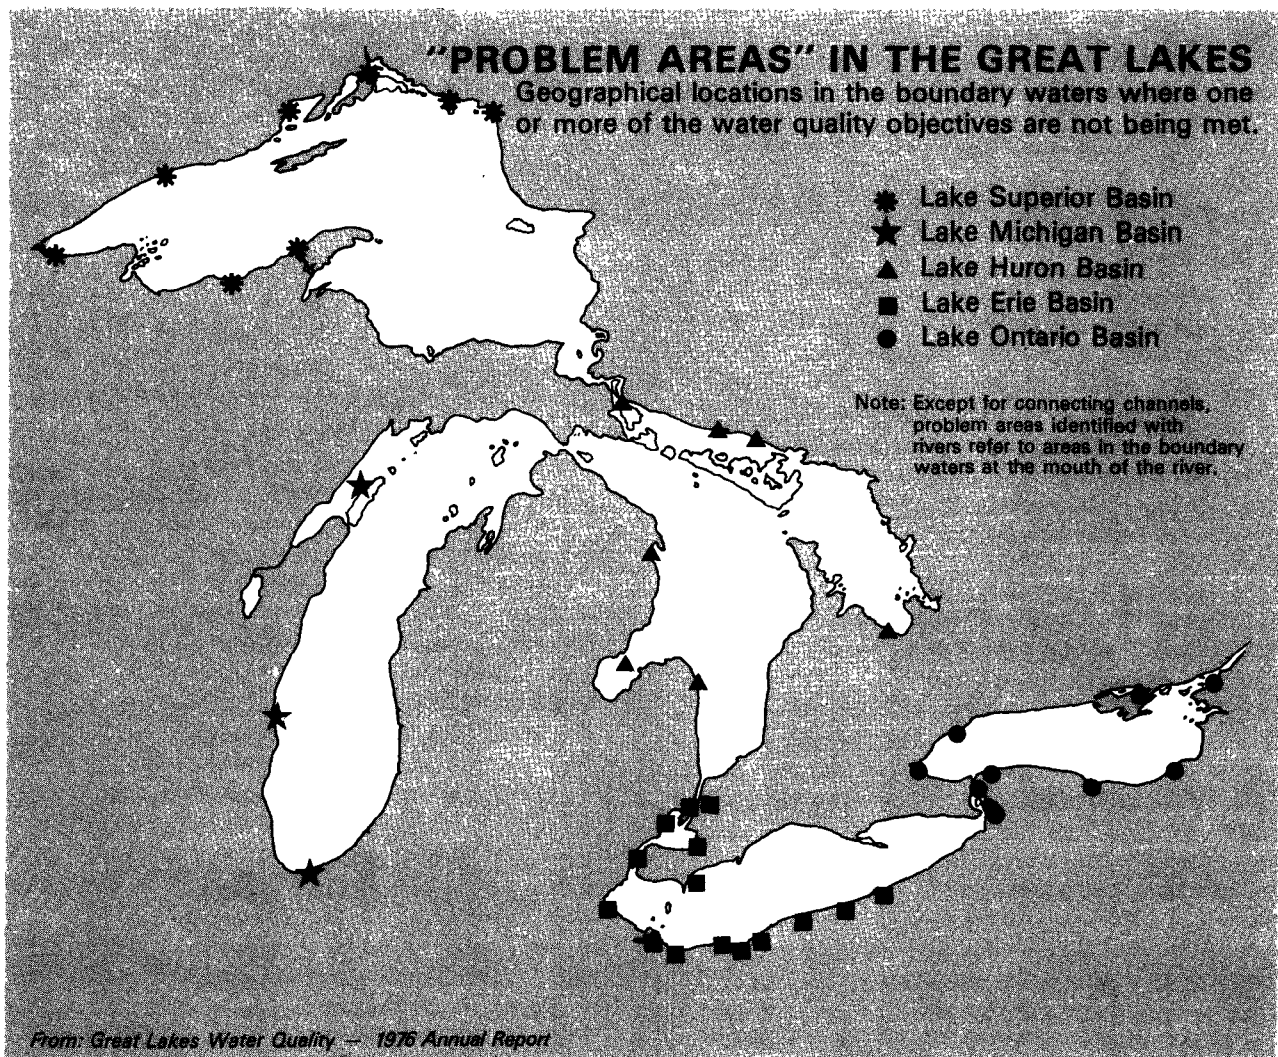 "PROBLEM AREAS" IN THE GREAT LAKES
Geographical locations in the boundary waters where one
or more of the water quality objectives are not being met.
Lake Superior Basin
Lake Michigan Basin
Lake Huron Basin
Lake Erie Basin
Lake Ontario Basin
Note: Except for connecting channels,
problem areas identified with
rivers refer to areas in the boundary
waters at the mouth of the river.
From: Great Lakes Water Quality — 1976 Annual Report